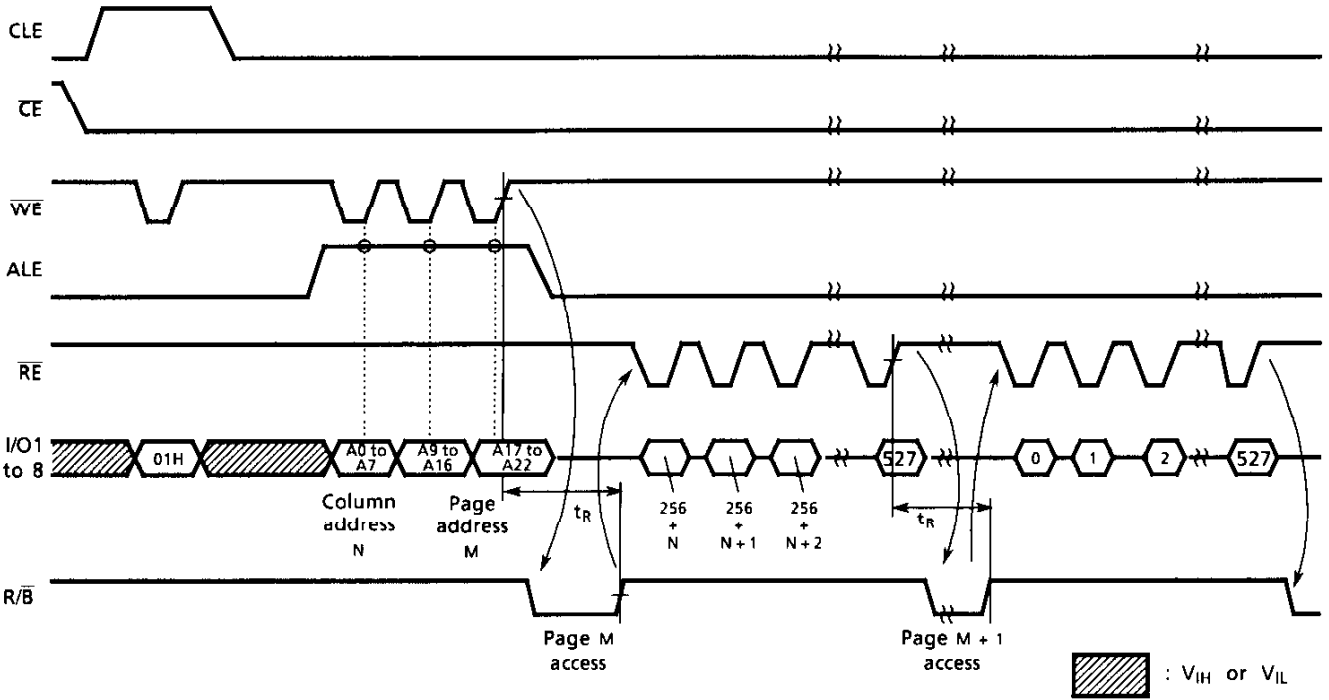 CLE
CE
WE
ALE
RE
I/O1
to 8
01H
A0 to
A7
A9 to
A16
A17 to
A22
527
0
1
2
527
Column
address
N
Page
address
M
tR
256
+
N
256
+
N + 1
256
+
N + 2
tR
R/B
Page M
access
Page M + 1
access
: VIH or VIL